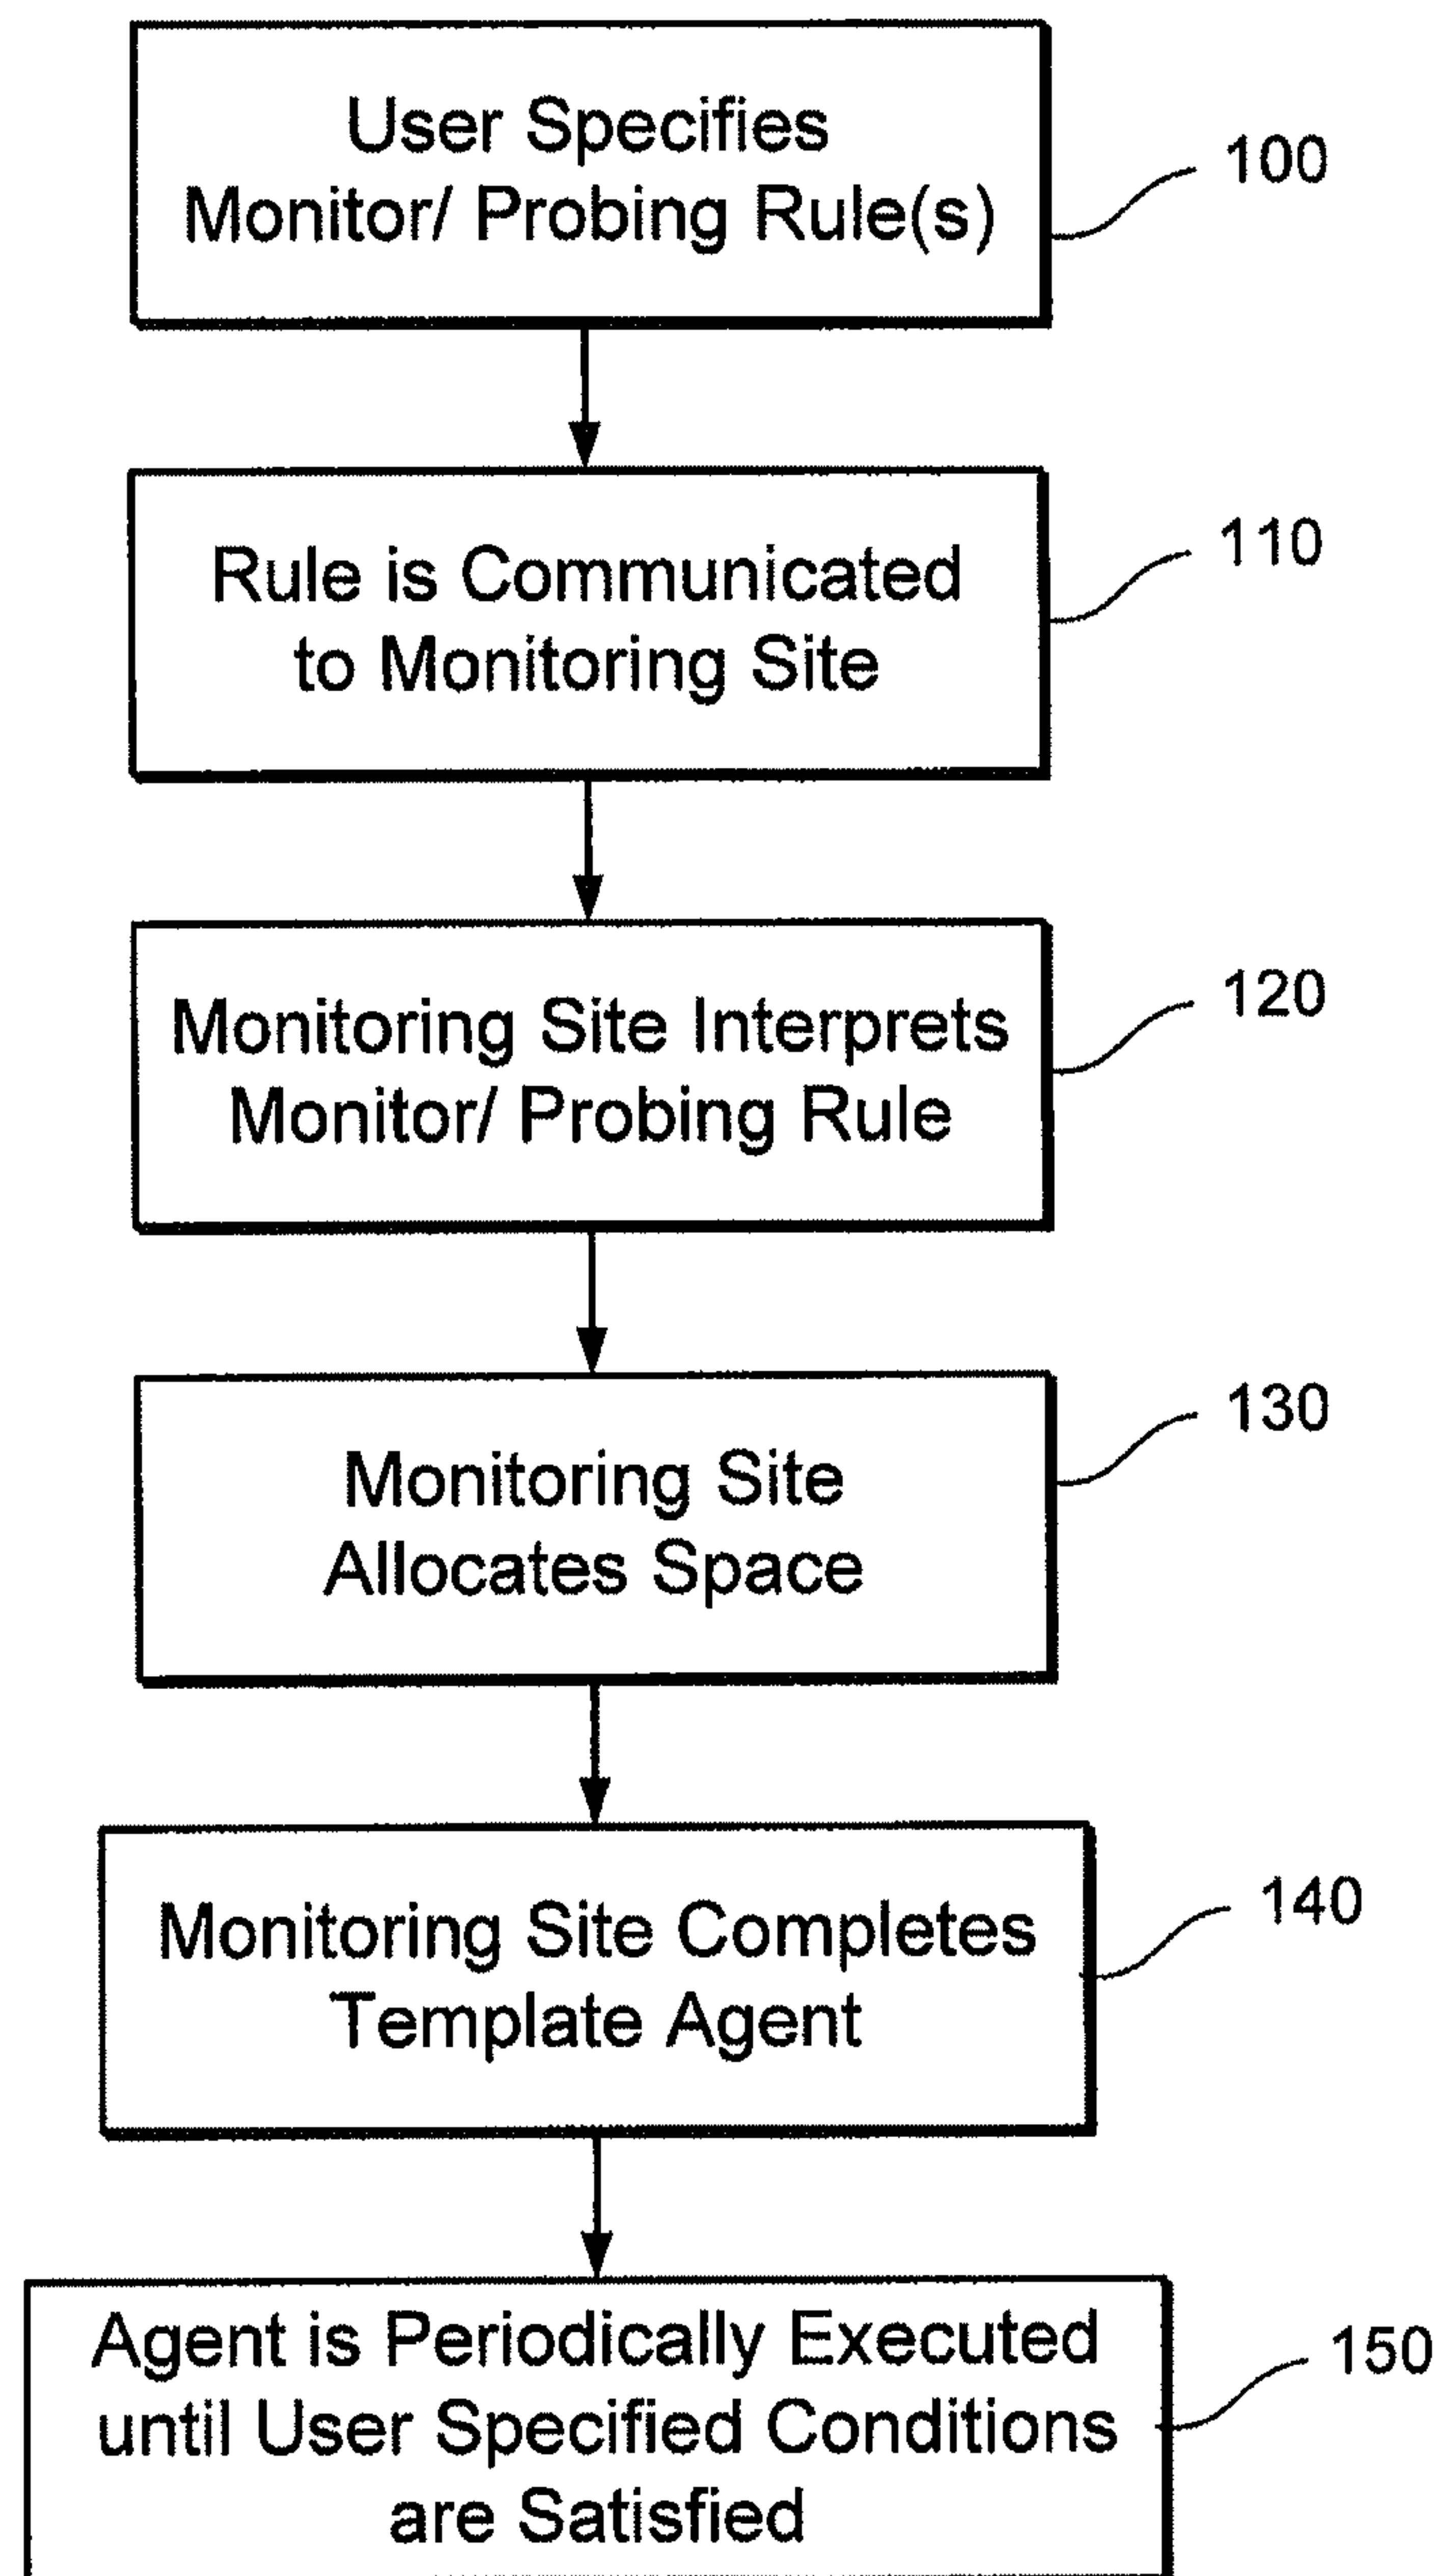 User Specifies
Monitor/ Probing Rule(s)
100
Rule is Communicated
to Monitoring Site
110
Monitoring Site Interprets
Monitor/ Probing Rule
120
Monitoring Site
Allocates Space
130
Monitoring Site Completes
Template Agent
140
Agent is Periodically Executed
until User Specified Conditions
are Satisfied
150